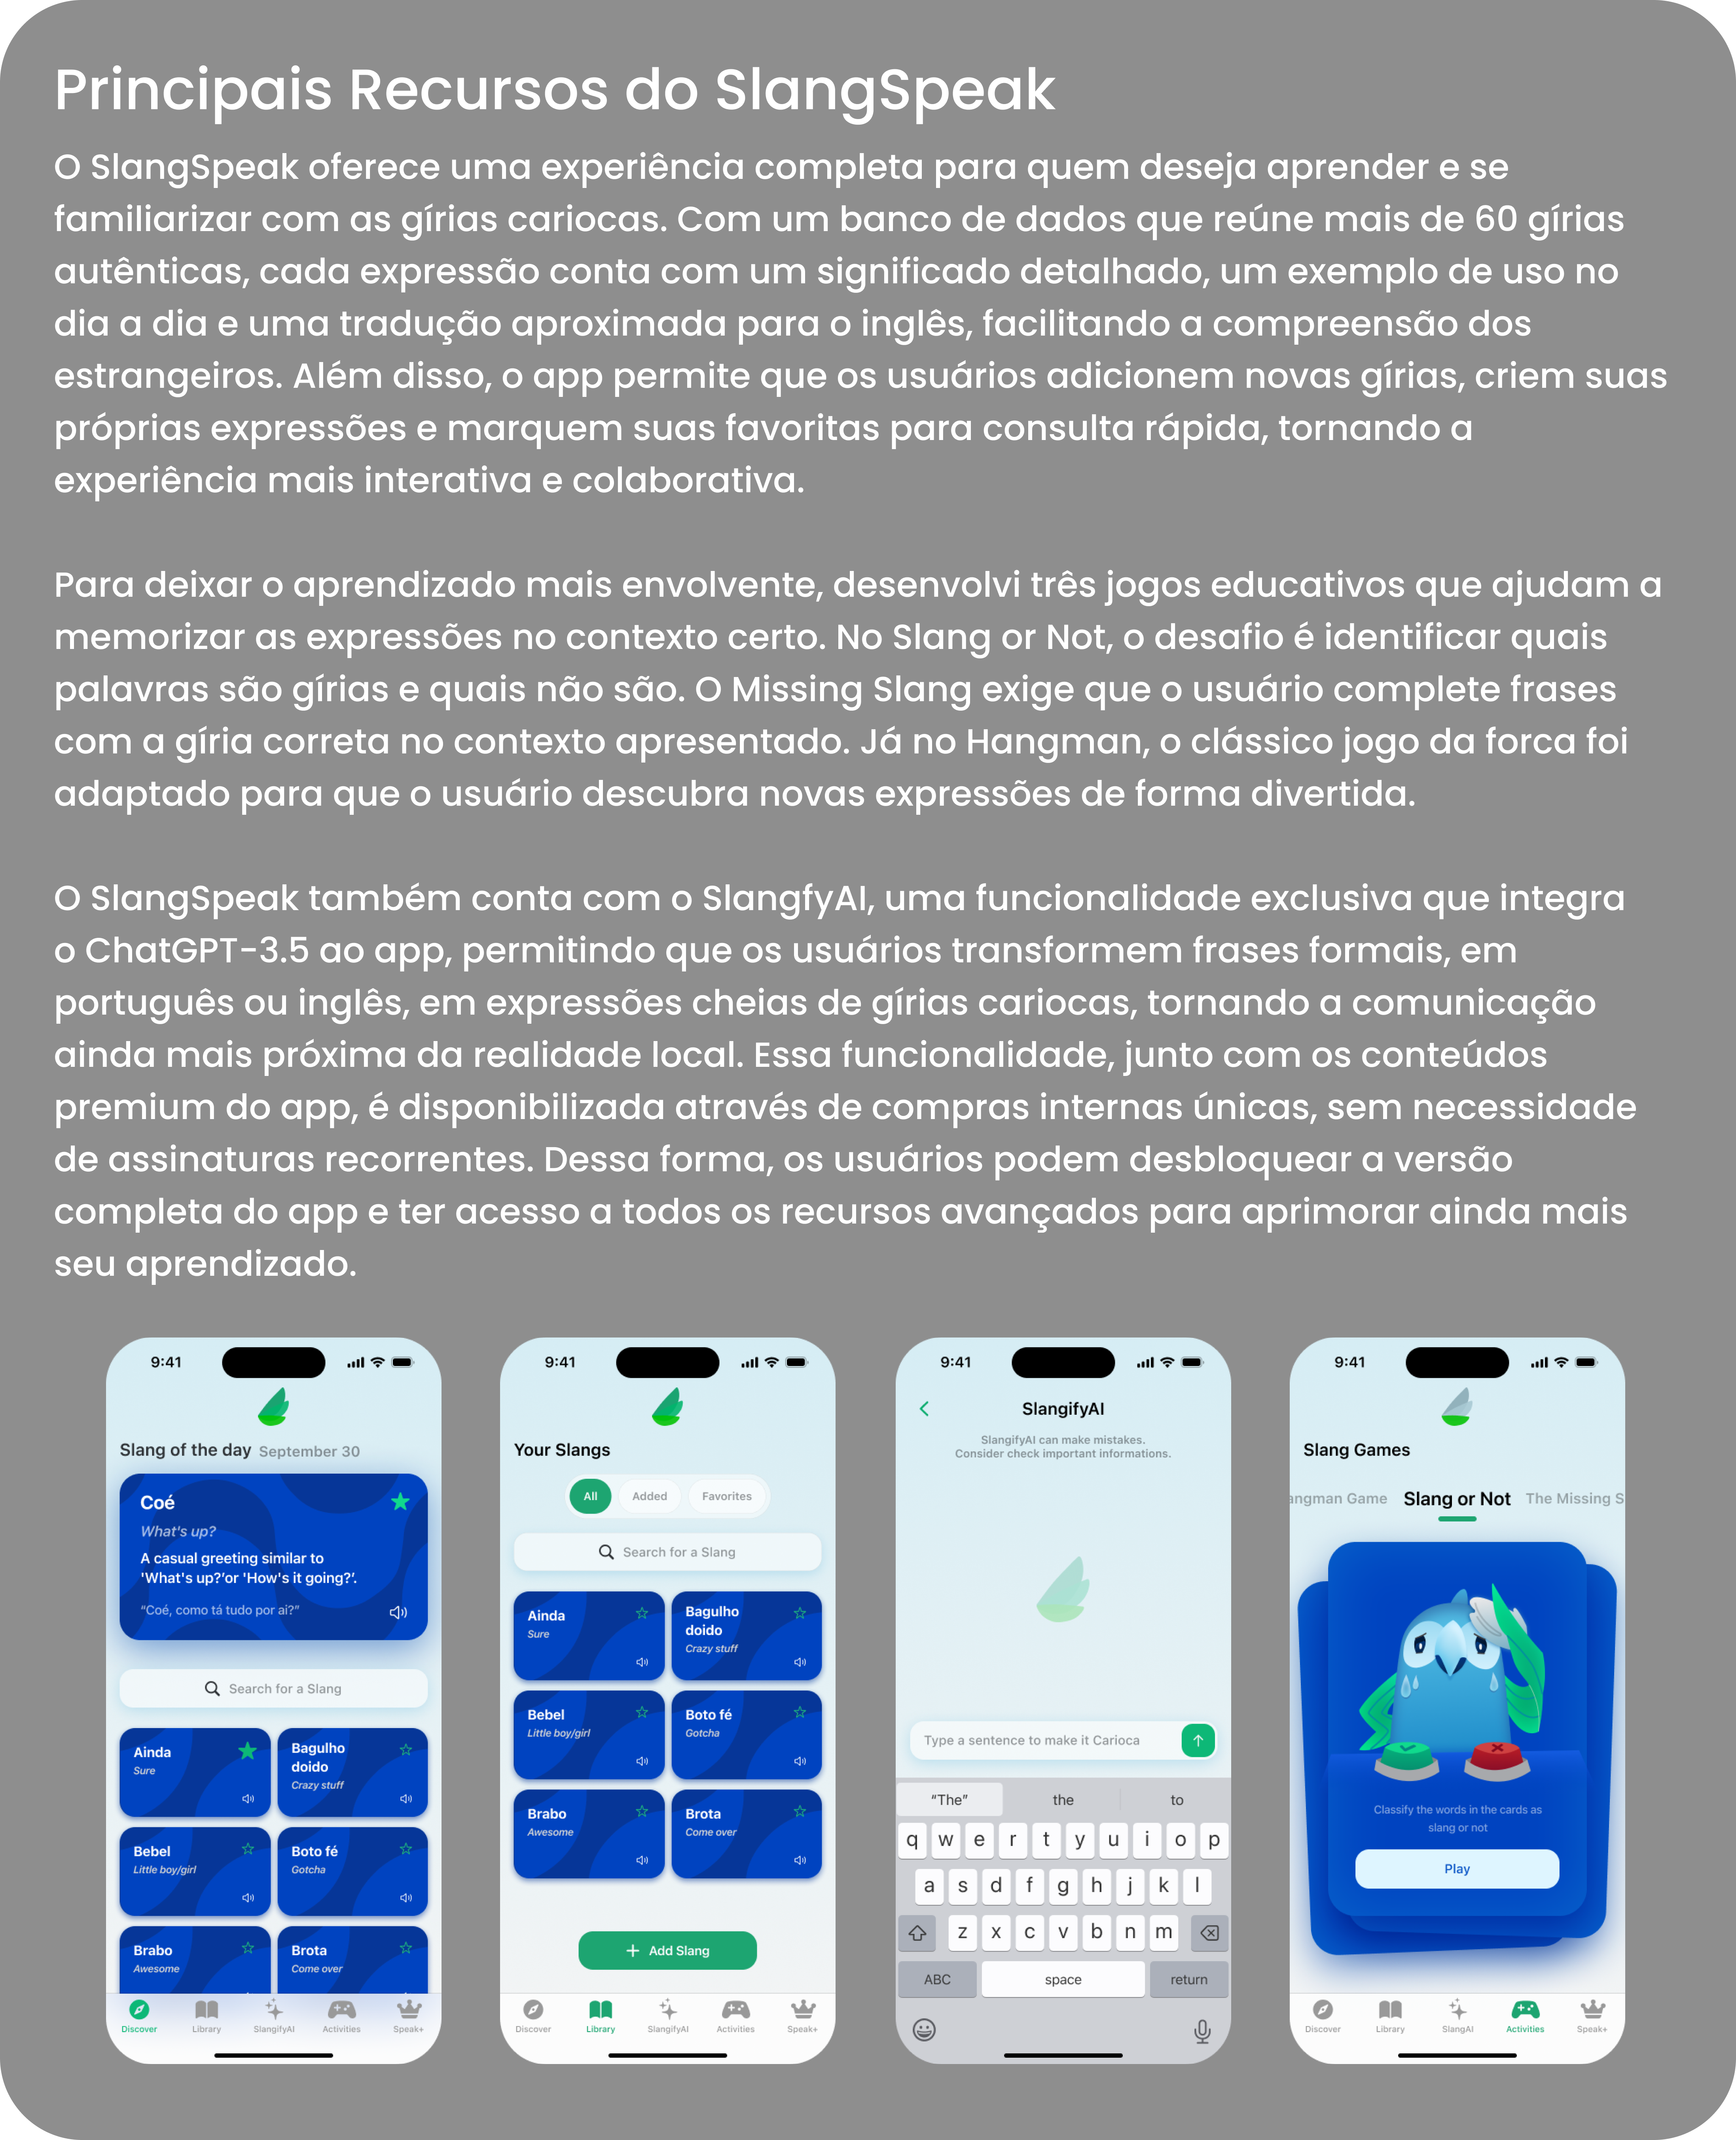 Principais Recursos do SlangSpeak
O SlangSpeak oferece uma experiência completa para quem deseja aprender e se
familiarizar com as gírias cariocas. Com um banco de dados que reúne mais de 60 gírias
autênticas, cada expressão conta com um significado detalhado, um exemplo de uso no
dia a dia e uma tradução aproximada para o inglês, facilitando a compreensão dos
estrangeiros. Além disso, o app permite que os usuários adicionem novas gírias, criem suas
próprias expressões e marquem suas favoritas para consulta rápida, tornando a
experiência mais interativa e colaborativa.
Para deixar o aprendizado mais envolvente, desenvolvi três jogos educativos que ajudam a
memorizar as expressões no contexto certo. No Slang or Not, o desafio é identificar quais
palavras são gírias e quais não são. O Missing Slang exige que o usuário complete frases
com a gíria correta no contexto apresentado. Já no Hangman, o clássico jogo da forca foi
adaptado para que o usuário descubra novas expressões de forma divertida.
O SlangSpeak também conta com o SlangfyAI, uma funcionalidade exclusiva que integra
o ChatGPT-3.5 ao app, permitindo que os usuários transformem frases formais, em
português ou inglês, em expressões cheias de gírias cariocas, tornando a comunicação
ainda mais próxima da realidade local. Essa funcionalidade, junto com os conteúdos
premium do app, é disponibilizada através de compras internas únicas, sem necessidade
de assinaturas recorrentes. Dessa forma, os usuários podem desbloquear a versão
completa do app e ter acesso a todos os recursos avançados para aprimorar ainda mais
seu aprendizado.
9:41
Slang of the day September 30
Coé
What's up?
A casual greeting similar to
'What's up?'or 'How's it going?'.
"Coé, como tá tudo por ai?"
Search for a Slang
Ainda
Sure
Bagulho
doido
Crazy stuff
Bebel
Little boy/girl
Boto fé
Gotcha
Brabo
Awesome
Brota
Come over
Discover Library SlangifyAI Activities Speak+
9:41
Your Slangs
All Added Favorites
Search for a Slang
Ainda
Sure
Bagulho
doido
Crazy stuff
Bebel
Little boy/girl
Boto fé
Gotcha
Brabo
Awesome
Brota
Come over
+ Add Slang
Discover Library SlangifyAI Activities Speak+
9:41
SlangifyAI
SlangifyAI can make mistakes.
Consider check important informations.
Type a sentence to make it Carioca
"The" the to
q w e r t y u i o p
a s d f g h j k l
z x c v b n m
ABC space return
9:41
Slang Games
angman Game Slang or Not The Missing S
Classify the words in the cards as
slang or not
Play
Discover Library SlangAI Activities Speak+